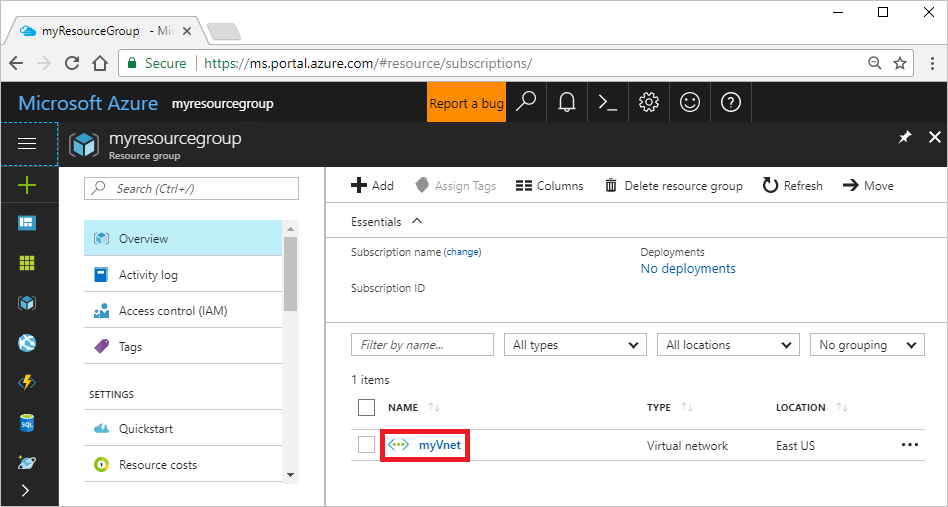 myResourceGroup - Mic
Secure https://ms.portal.azure.com/#resource/subscriptions/
Microsoft Azure myresourcegroup Report a bug
myresourcegroup
Resource group
Search (Ctrl+/)
Add Assign Tags Columns Delete resource group Refresh Move
Overview
Activity log
Access control (IAM)
Tags
SETTINGS
Quickstart
Resource costs
Essentials
Subscription name (change) Deployments
No deployments
Subscription ID
Filter by name... All types All locations No grouping
1 items
NAME TYPE LOCATION
myVnet Virtual network East US
SQL